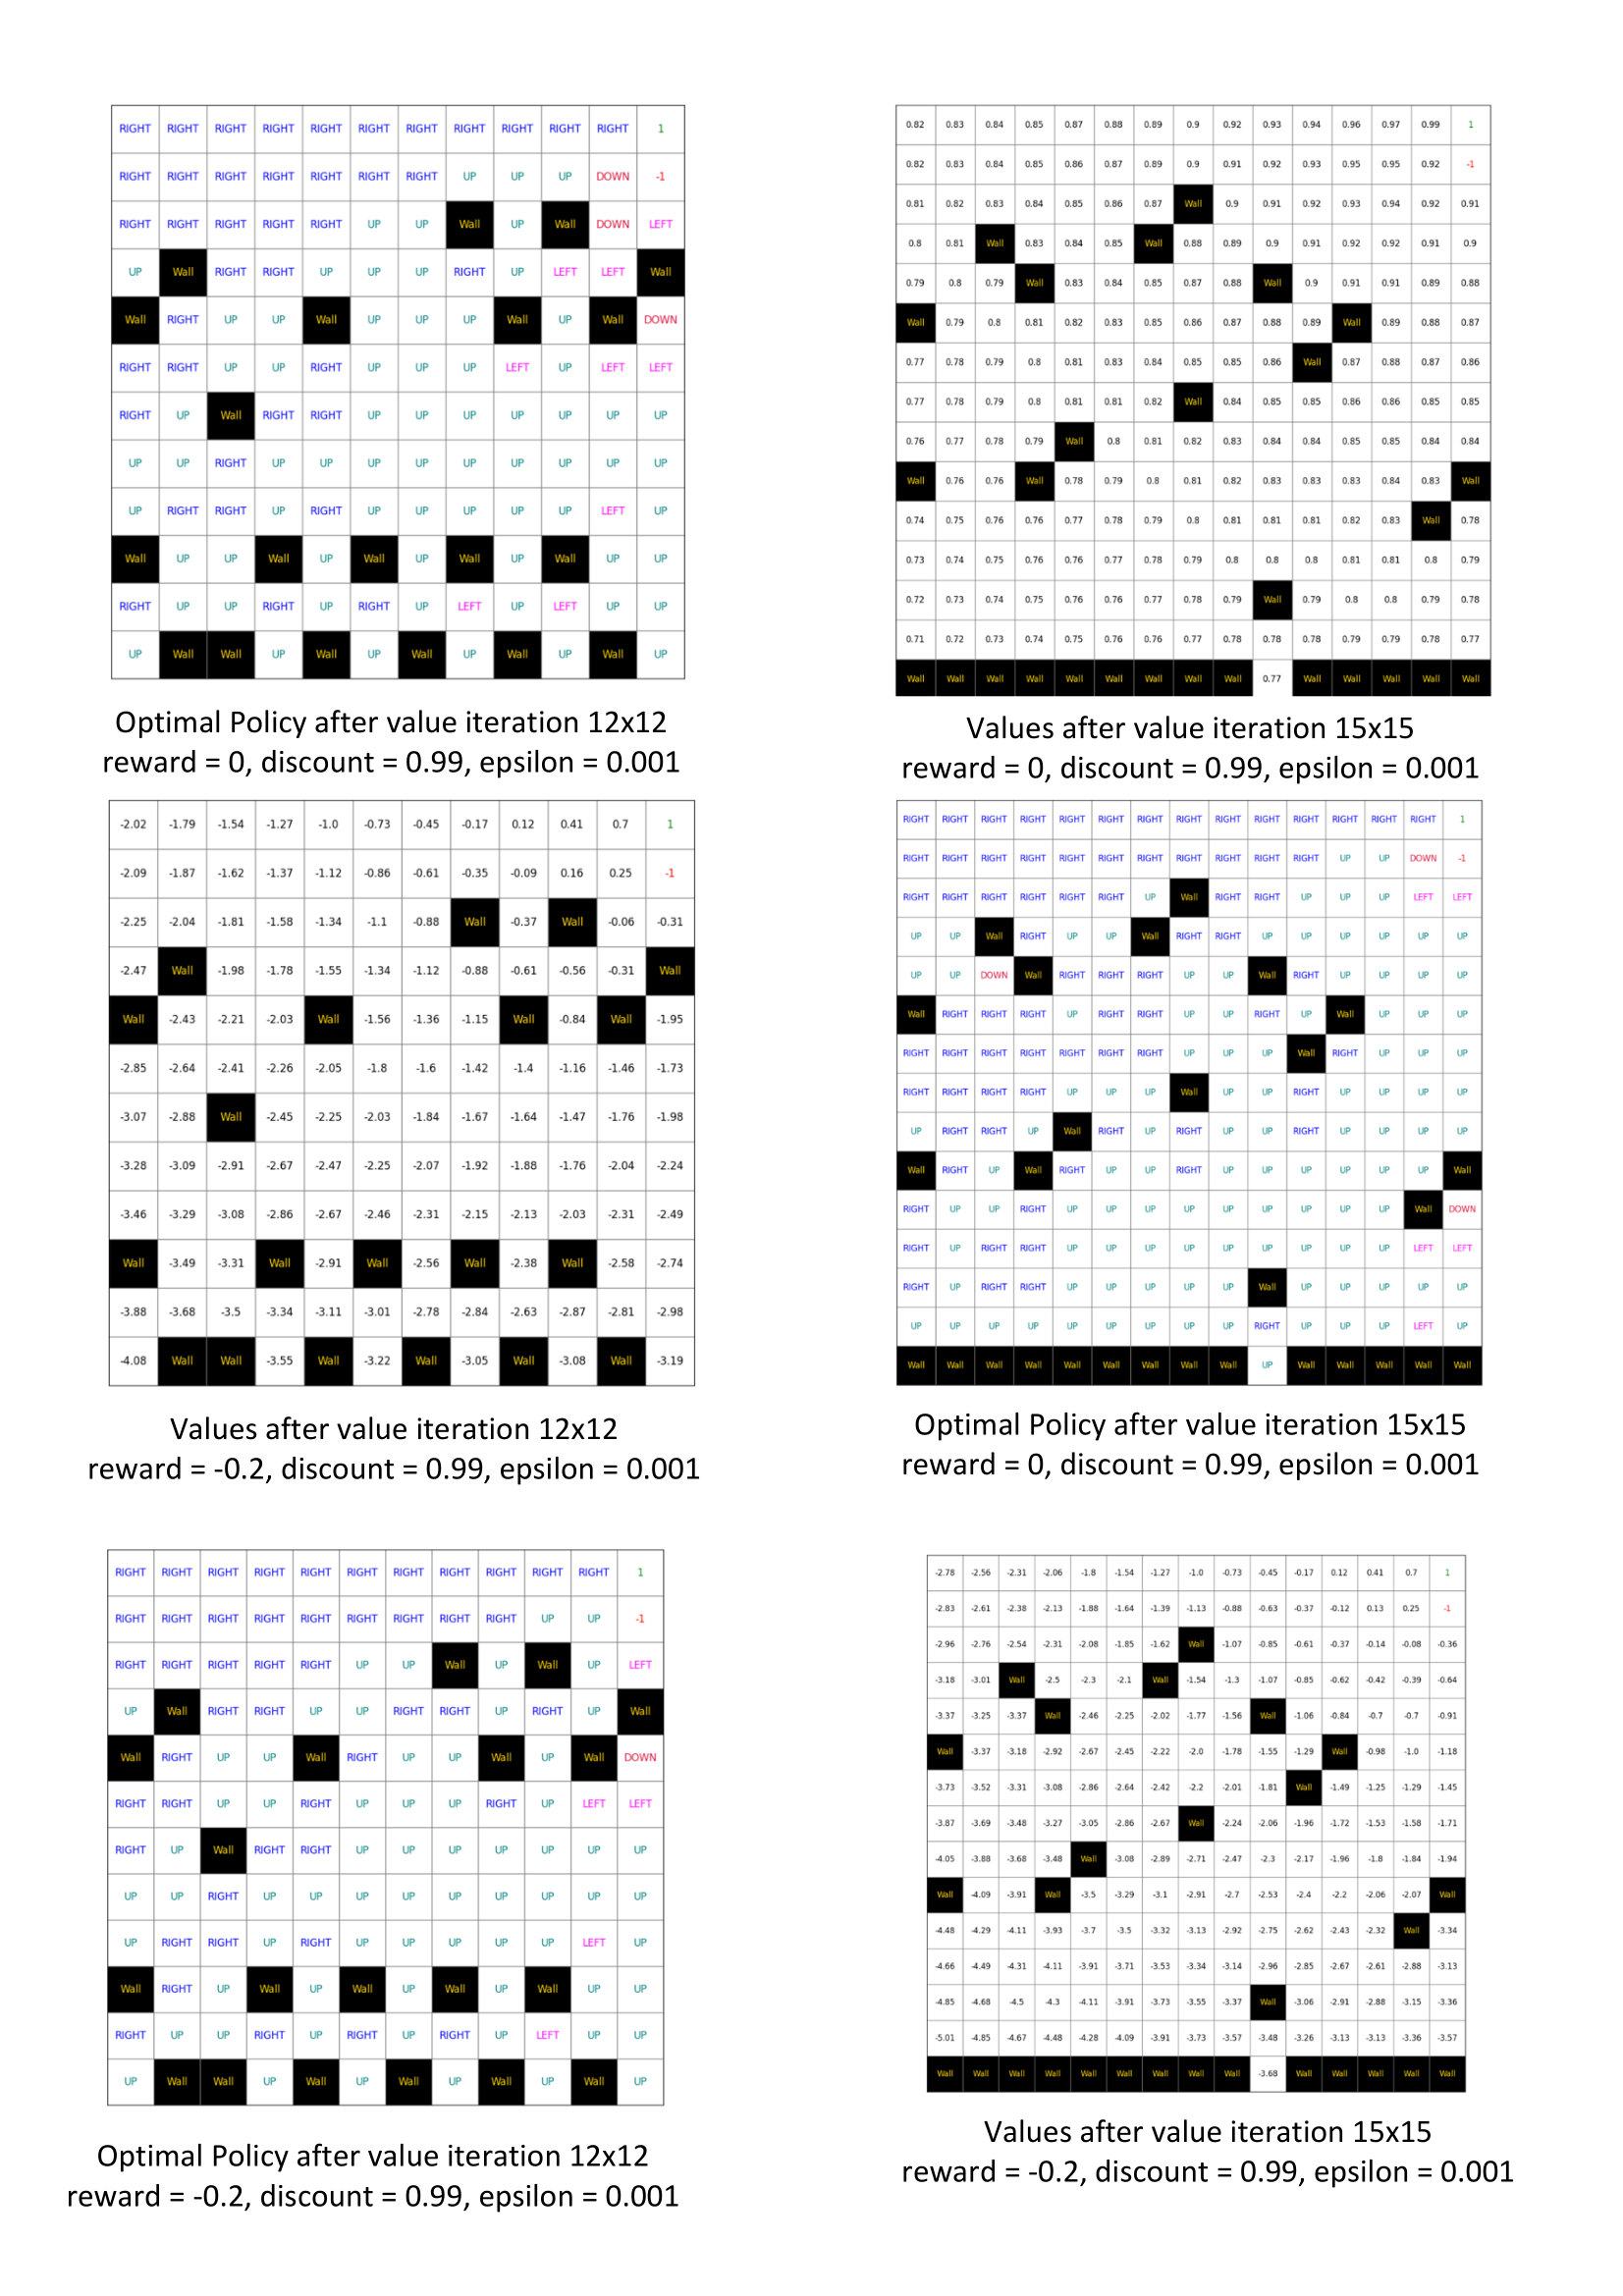 RIGHT RIGHT RIGHT RIGHT RIGHT RIGHT RIGHT RIGHT RIGHT RIGHT RIGHT 1
RIGHT RIGHT RIGHT RIGHT RIGHT RIGHT RIGHT UP UP UP DOWN -1
RIGHT RIGHT RIGHT RIGHT RIGHT UP UP Wall UP Wall DOWN LEFT
UP Wall RIGHT RIGHT UP UP UP RIGHT UP LEFT LEFT Wall
Wall RIGHT UP UP Wall UP UP UP Wall UP Wall DOWN
RIGHT RIGHT UP UP RIGHT UP UP UP LEFT UP LEFT LEFT
RIGHT UP Wall RIGHT RIGHT UP UP UP UP UP UP UP
UP UP RIGHT UP UP UP UP UP UP UP UP UP
UP RIGHT RIGHT UP RIGHT UP UP UP UP UP LEFT UP
Wall UP UP Wall UP Wall UP Wall UP Wall UP UP
RIGHT UP UP RIGHT UP RIGHT UP LEFT UP LEFT UP UP
UP Wall Wall UP Wall UP Wall UP Wall UP Wall UP
Optimal Policy after value iteration 12x12
reward = 0, discount = 0.99, epsilon = 0.001
0.82 0.83 0.84 0.85 0.87 0.88 0.89 0.9 0.92 0.93 0.94 0.96 0.97 0.99 1
0.82 0.83 0.84 0.85 0.86 0.87 0.89 0.9 0.91 0.92 0.93 0.95 0.95 0.92 -1
0.81 0.82 0.83 0.84 0.85 0.86 0.87 Wall 0.9 0.91 0.92 0.93 0.94 0.92 0.91
0.8 0.81 Wall 0.83 0.84 0.85 Wall 0.88 0.89 0.9 0.91 0.92 0.92 0.91 0.9
0.79 0.8 0.79 Wall 0.83 0.84 0.85 0.87 0.88 Wall 0.9 0.91 0.91 0.89 0.88
Wall 0.79 0.8 0.81 0.82 0.83 0.85 0.86 0.87 0.88 0.89 Wall 0.89 0.88 0.87
0.77 0.78 0.79 0.8 0.81 0.83 0.84 0.85 0.85 0.86 Wall 0.87 0.88 0.87 0.86
0.77 0.78 0.79 0.8 0.81 0.81 0.82 Wall 0.84 0.85 0.85 0.86 0.86 0.85 0.85
0.76 0.77 0.78 0.79 Wall 0.8 0.81 0.82 0.83 0.84 0.84 0.85 0.85 0.84 0.84
Wall 0.76 0.76 Wall 0.78 0.79 0.8 0.81 0.82 0.83 0.83 0.83 0.84 0.83 Wall
0.74 0.75 0.76 0.76 0.77 0.78 0.79 0.8 0.81 0.81 0.81 0.82 0.83 Wall 0.78
0.73 0.74 0.75 0.76 0.76 0.77 0.78 0.79 0.8 0.8 0.8 0.81 0.81 0.8 0.79
0.72 0.73 0.74 0.75 0.76 0.76 0.77 0.78 0.79 Wall 0.79 0.8 0.8 0.79 0.78
0.71 0.72 0.73 0.74 0.75 0.76 0.76 0.77 0.78 0.78 0.78 0.79 0.79 0.78 0.77
Wall Wall Wall Wall Wall Wall Wall Wall Wall 0.77 Wall Wall Wall Wall Wall
Values after value iteration 15x15
reward = 0, discount = 0.99, epsilon = 0.001
-2.02 -1.79 -1.54 -1.27 -1.0 -0.73 -0.45 -0.17 0.12 0.41 0.7 1
-2.09 -1.87 -1.62 -1.37 -1.12 -0.86 -0.61 -0.35 -0.09 0.16 0.25 -1
-2.25 -2.04 -1.81 -1.58 -1.34 -1.1 -0.88 Wall -0.37 Wall -0.06 -0.31
-2.47 Wall -1.98 -1.78 -1.55 -1.34 -1.12 -0.88 -0.61 -0.56 -0.31 Wall
Wall -2.43 -2.21 -2.03 Wall -1.56 -1.36 -1.15 Wall -0.84 Wall -1.95
-2.85 -2.64 -2.41 -2.26 -2.05 -1.8 -1.6 -1.42 -1.4 -1.16 -1.46 -1.73
-3.07 -2.88 Wall -2.45 -2.25 -2.03 -1.84 -1.67 -1.64 -1.47 -1.76 -1.98
-3.28 -3.09 -2.91 -2.67 -2.47 -2.25 -2.07 -1.92 -1.88 -1.76 -2.04 -2.24
-3.46 -3.29 -3.08 -2.86 -2.67 -2.46 -2.31 -2.15 -2.13 -2.03 -2.31 -2.49
Wall -3.49 -3.31 Wall -2.91 Wall -2.56 Wall -2.38 Wall -2.58 -2.74
-3.88 -3.68 -3.5 -3.34 -3.11 -3.01 -2.78 -2.84 -2.63 -2.87 -2.81 -2.98
-4.08 Wall Wall -3.55 Wall -3.22 Wall -3.05 Wall -3.08 Wall -3.19
Values after value iteration 12x12
reward = -0.2, discount = 0.99, epsilon = 0.001
RIGHT RIGHT RIGHT RIGHT RIGHT RIGHT RIGHT RIGHT RIGHT RIGHT RIGHT RIGHT RIGHT RIGHT 1
RIGHT RIGHT RIGHT RIGHT RIGHT RIGHT RIGHT RIGHT RIGHT RIGHT RIGHT UP UP DOWN -1
RIGHT RIGHT RIGHT RIGHT RIGHT RIGHT UP Wall RIGHT RIGHT UP UP UP LEFT LEFT
UP UP Wall RIGHT UP UP Wall RIGHT RIGHT UP UP UP UP UP UP
UP UP DOWN Wall RIGHT RIGHT RIGHT UP UP Wall RIGHT UP UP UP UP
Wall RIGHT RIGHT RIGHT UP RIGHT RIGHT UP UP RIGHT UP Wall UP UP UP
RIGHT RIGHT RIGHT RIGHT RIGHT RIGHT RIGHT UP UP UP Wall RIGHT UP UP UP
RIGHT RIGHT RIGHT RIGHT UP UP UP Wall UP UP RIGHT UP UP UP UP
UP RIGHT RIGHT UP Wall RIGHT UP RIGHT UP UP RIGHT UP UP UP UP
Wall RIGHT UP Wall RIGHT UP UP RIGHT UP UP UP UP UP UP Wall
RIGHT UP UP RIGHT UP UP UP UP UP UP UP UP UP Wall DOWN
RIGHT UP RIGHT RIGHT UP UP UP UP UP UP UP UP UP LEFT LEFT
RIGHT UP RIGHT RIGHT UP UP UP UP UP Wall UP UP UP UP UP
UP UP UP UP UP UP UP UP UP RIGHT UP UP UP LEFT UP
Wall Wall Wall Wall Wall Wall Wall Wall Wall UP Wall Wall Wall Wall Wall
Optimal Policy after value iteration 15x15
reward = 0, discount = 0.99, epsilon = 0.001
RIGHT RIGHT RIGHT RIGHT RIGHT RIGHT RIGHT RIGHT RIGHT RIGHT RIGHT 1
RIGHT RIGHT RIGHT RIGHT RIGHT RIGHT RIGHT RIGHT RIGHT UP UP -1
RIGHT RIGHT RIGHT RIGHT RIGHT UP UP Wall UP Wall UP LEFT
UP Wall RIGHT RIGHT UP UP RIGHT RIGHT UP RIGHT UP Wall
Wall RIGHT UP UP Wall RIGHT UP UP Wall UP Wall DOWN
RIGHT RIGHT UP UP RIGHT UP UP UP RIGHT UP LEFT LEFT
RIGHT UP Wall RIGHT RIGHT UP UP UP UP UP UP UP
UP UP RIGHT UP UP UP UP UP UP UP UP UP
UP RIGHT RIGHT UP RIGHT UP UP UP UP UP LEFT UP
Wall RIGHT UP Wall UP Wall UP Wall UP Wall UP UP
RIGHT UP UP RIGHT UP RIGHT UP RIGHT UP LEFT UP UP
UP Wall Wall UP Wall UP Wall UP Wall UP Wall UP
Optimal Policy after value iteration 12x12
reward = -0.2, discount = 0.99, epsilon = 0.001
-2.78 -2.56 -2.31 -2.06 -1.8 -1.54 -1.27 -1.0 -0.73 -0.45 -0.17 0.12 0.41 0.7 1
-2.83 -2.61 -2.38 -2.13 -1.88 -1.64 -1.39 -1.13 -0.88 -0.63 -0.37 -0.12 0.13 0.25 -1
-2.96 -2.76 -2.54 -2.31 -2.08 -1.85 -1.62 Wall -1.07 -0.85 -0.61 -0.37 -0.14 -0.08 -0.36
-3.18 -3.01 Wall -2.5 -2.3 -2.1 Wall -1.54 -1.3 -1.07 -0.85 -0.62 -0.42 -0.39 -0.64
-3.37 -3.25 -3.37 Wall -2.46 -2.25 -2.02 -1.77 -1.56 Wall -1.06 -0.84 -0.7 -0.7 -0.91
Wall -3.37 -3.18 -2.92 -2.67 -2.45 -2.22 -2.0 -1.78 -1.55 -1.29 Wall -0.98 -1.0 -1.18
-3.73 -3.52 -3.31 -3.08 -2.86 -2.64 -2.42 -2.2 -2.01 -1.81 Wall -1.49 -1.25 -1.29 -1.45
-3.87 -3.69 -3.48 -3.27 -3.05 -2.86 -2.67 Wall -2.24 -2.06 -1.96 -1.72 -1.53 -1.58 -1.71
-4.05 -3.88 -3.68 -3.48 Wall -3.08 -2.89 -2.71 -2.47 -2.3 -2.17 -1.96 -1.8 -1.84 -1.94
Wall -4.09 -3.91 Wall -3.5 -3.29 -3.1 -2.91 -2.7 -2.53 -2.4 -2.2 -2.06 -2.07 Wall
-4.48 -4.29 -4.11 -3.93 -3.7 -3.5 -3.32 -3.13 -2.92 -2.75 -2.62 -2.43 -2.32 Wall -3.34
-4.66 -4.49 -4.31 -4.11 -3.91 -3.71 -3.53 -3.34 -3.14 -2.96 -2.85 -2.67 -2.61 -2.88 -3.13
-4.85 -4.68 -4.5 -4.3 -4.11 -3.91 -3.73 -3.55 -3.37 Wall -3.06 -2.91 -2.88 -3.15 -3.36
-5.01 -4.85 -4.67 -4.48 -4.28 -4.09 -3.91 -3.73 -3.57 -3.48 -3.26 -3.13 -3.13 -3.36 -3.57
Wall Wall Wall Wall Wall Wall Wall Wall Wall -3.68 Wall Wall Wall Wall Wall
Values after value iteration 15x15
reward = -0.2, discount = 0.99, epsilon = 0.001